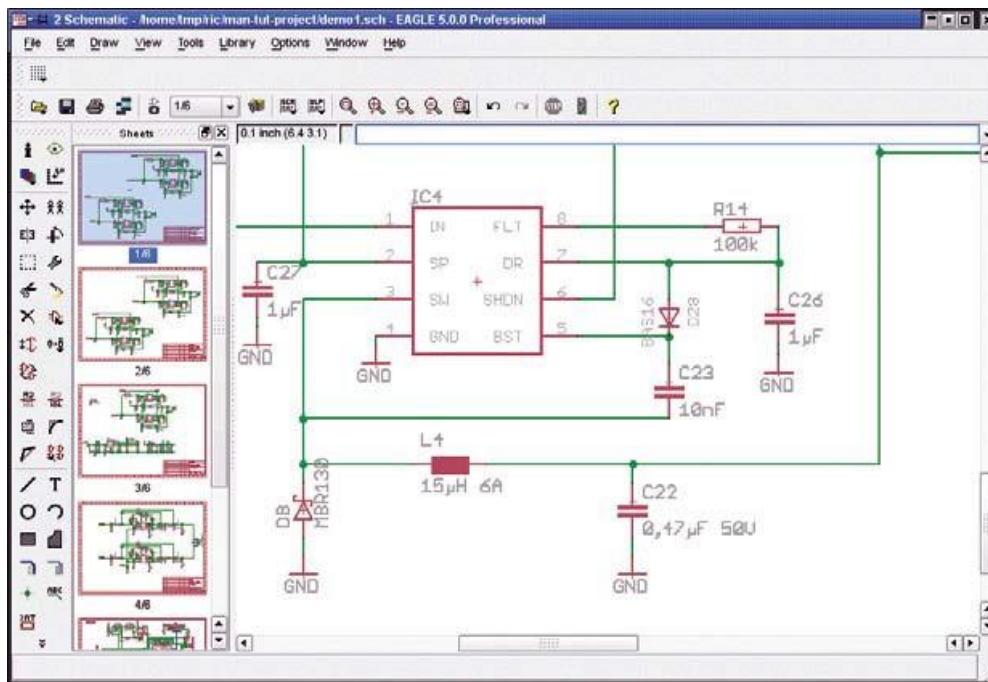 2 Schematic - /home/tmp/ric/man-tut-project/demo1.sch - EAGLE 5.0.0 Professional
File Edit Draw View Tools Library Options Window Help
1/6
Sheets
0.1 inch (6.4 3.1)
1/6
2/6
3/6
4/6
IC4
1 IN FLT 8
2 SP DR 7
3 SW SHDN 6
4 GND BST 5
R14
100k
C27
1µF
GND
GND
BAS16
D28
C26
1µF
GND
C23
10nF
L4
15µH 6A
D8
MBR130
GND
C22
0,47µF 50V
GND